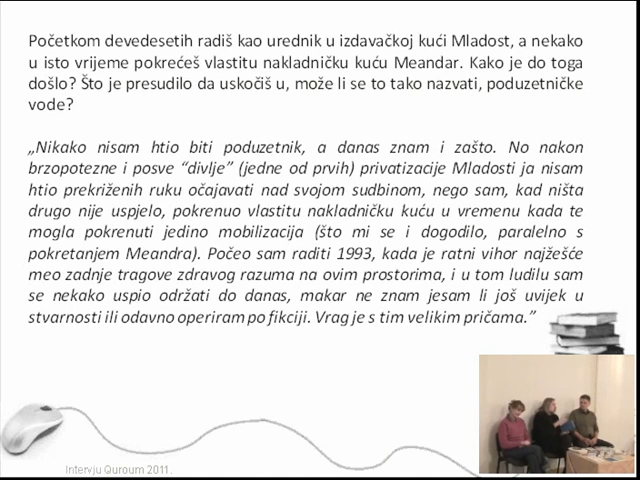 Početkom devedesetih radiš kao urednik u izdavačkoj kući Mladost, a nekako
u isto vrijeme pokrećeš vlastitu nakladničku kuću Meandar. Kako je do toga
došlo? Što je presudilo da uskočiš u, može li se to tako nazvati, poduzetničke
vode?
„Nikako nisam htio biti poduzetnik, a danas znam i zašto. No nakon
brzopotezne i posve “divlje” (jedne od prvih) privatizacije Mladosti ja nisam
htio prekriženih ruku očajavati nad svojom sudbinom, nego sam, kad ništa
drugo nije uspjelo, pokrenuo vlastitu nakladničku kuću u vremenu kada te
mogla pokrenuti jedino mobilizacija (što mi se i dogodilo, paralelno s
pokretanjem Meandra). Počeo sam raditi 1993, kada je ratni vihor najžešće
meo zadnje tragove zdravog razuma na ovim prostorima, i u tom ludilu sam
se nekako uspio održati do danas, makar ne znam jesam li još uvijek u
stvarnosti ili odavno operiram po fikciji. Vrag je s tim velikim pričama.”
Intervju Quroum 2011.